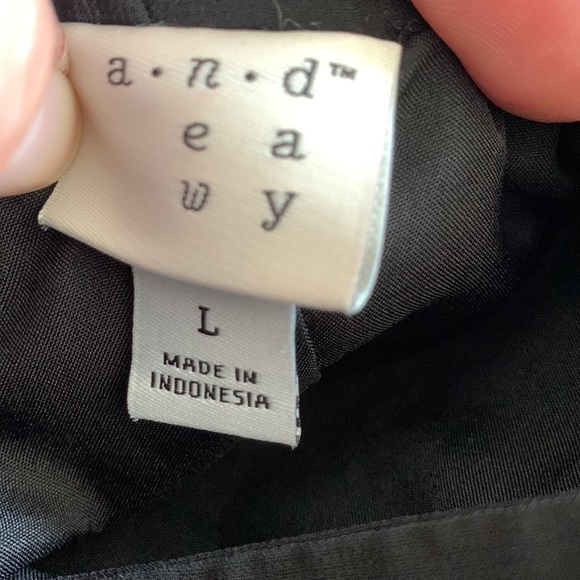 a·n·d™
e a
w y
L
MADE IN
INDONESIA